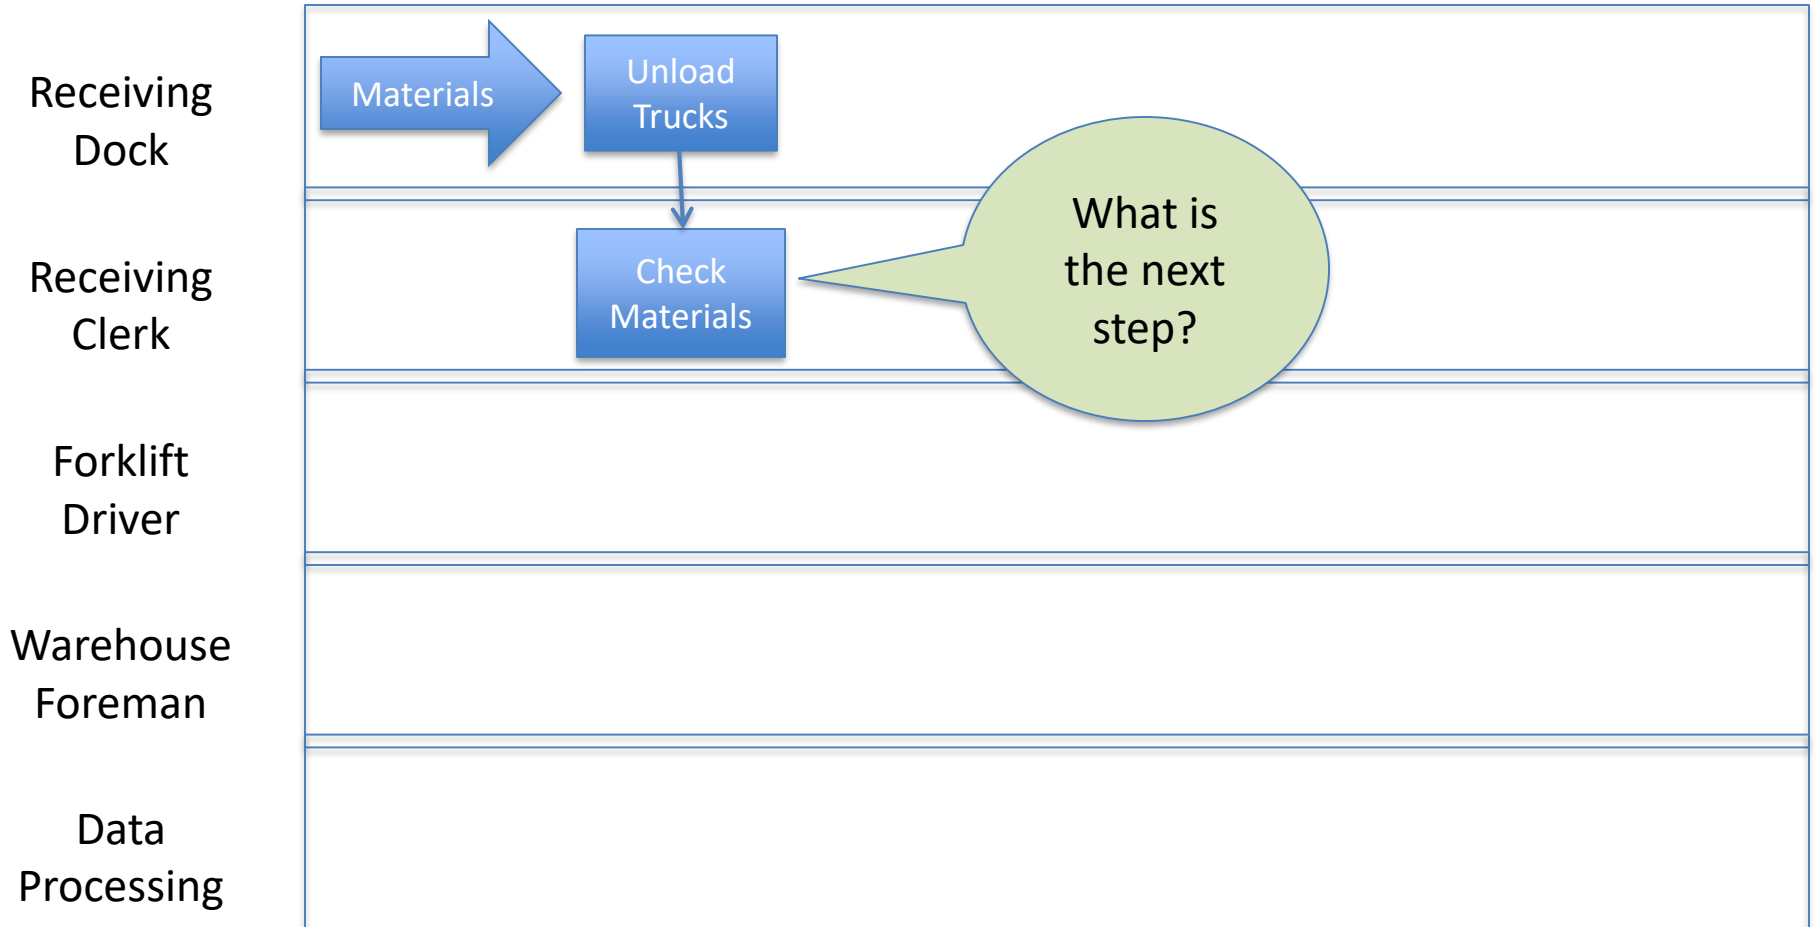 Receiving
Dock
Materials
Unload
Trucks
Receiving
Clerk
Check
Materials
What is
the next
step?
Forklift
Driver
Warehouse
Foreman
Data
Processing